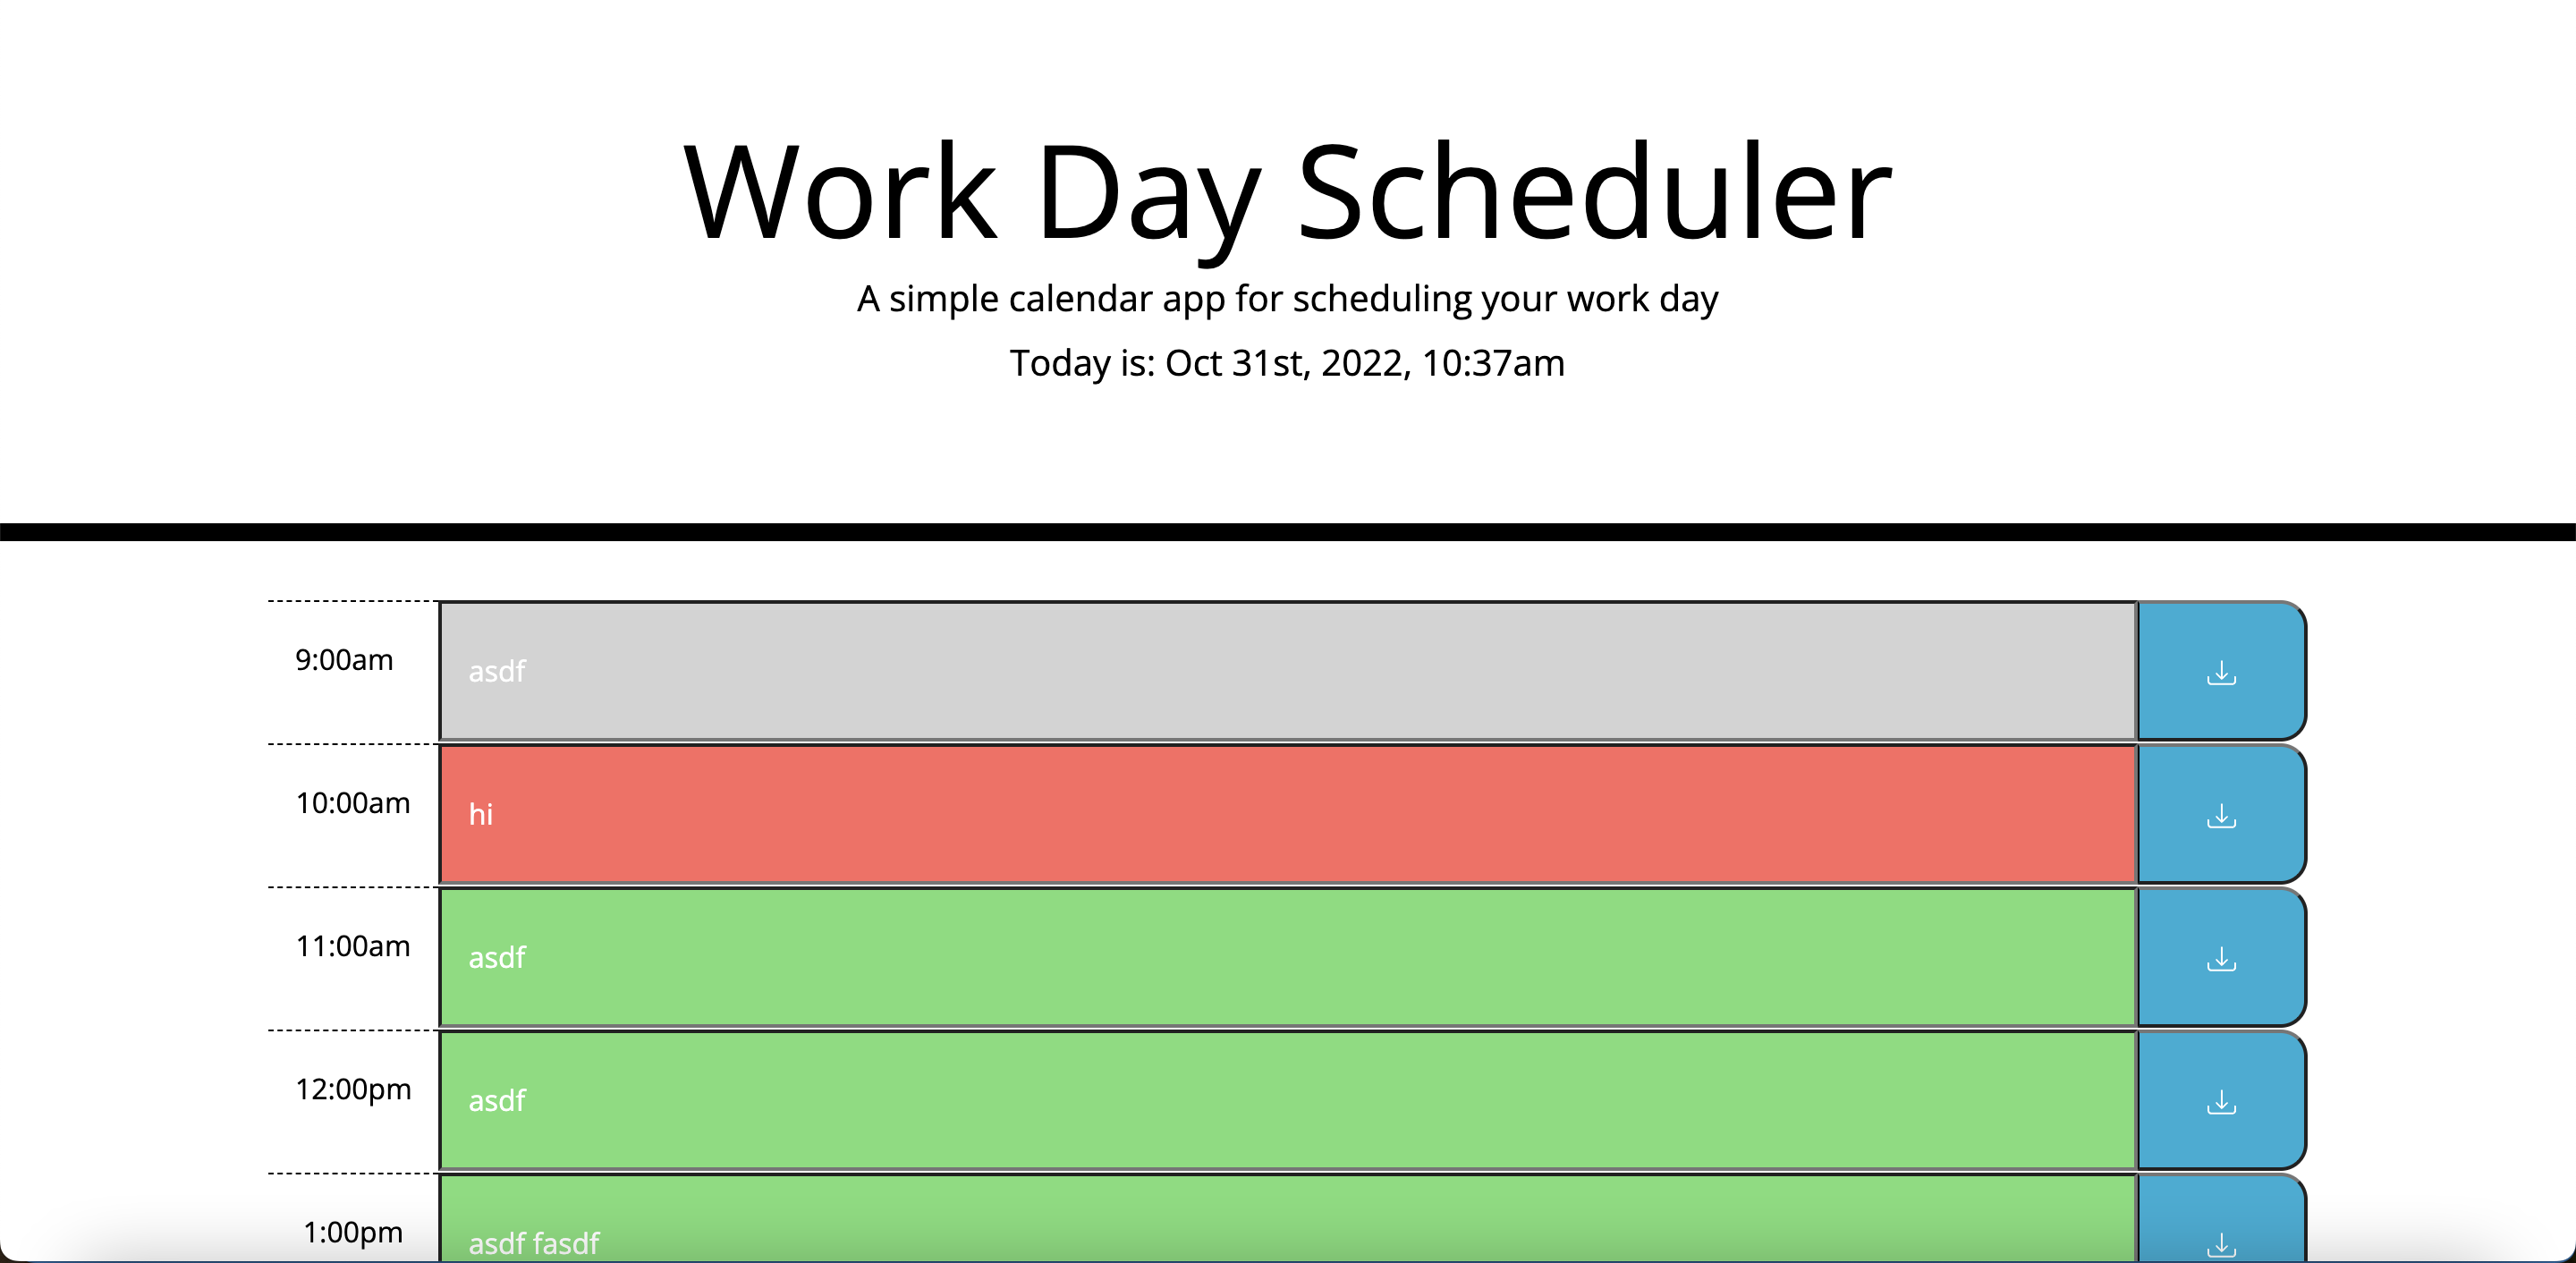 Work Day Scheduler
A simple calendar app for scheduling your work day
Today is: Oct 31st, 2022, 10:37am
9:00am asdf
10:00am hi
11:00am asdf
12:00pm asdf
1:00pm asdf fasdf